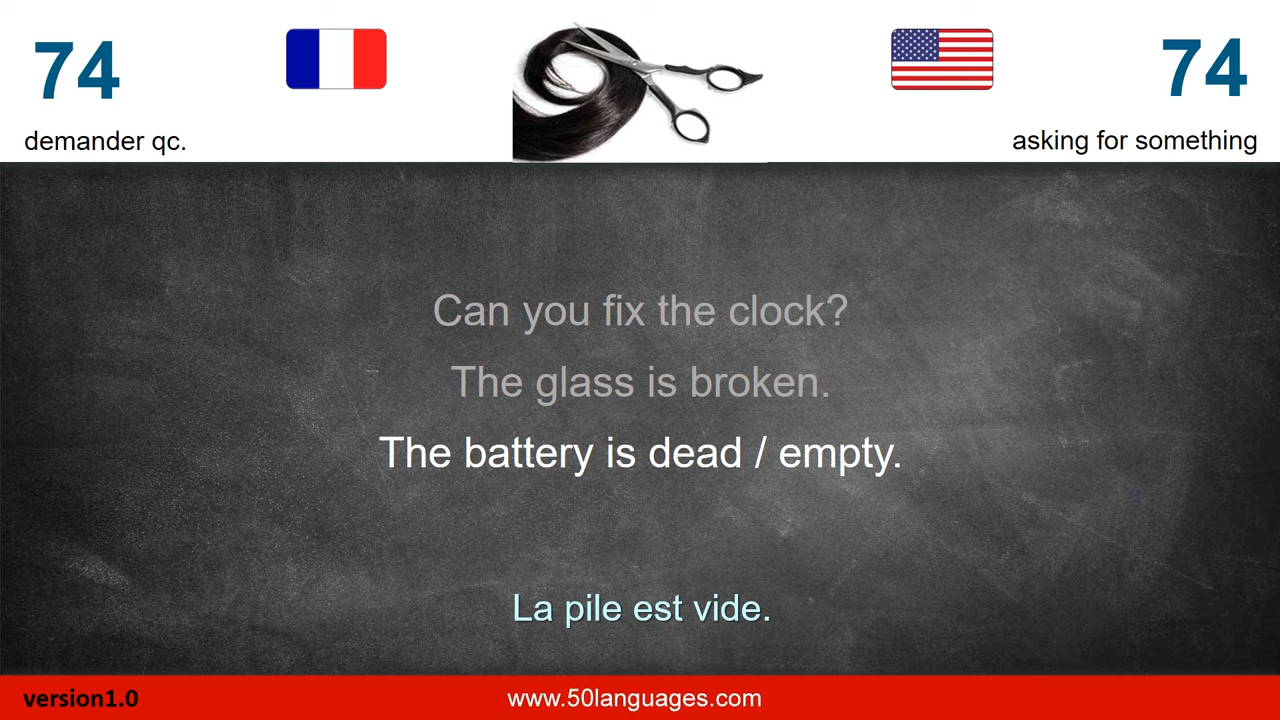 74
74
demander qc.
asking for something
Can you fix the clock?
The glass is broken.
The battery is dead / empty.
La pile est vide.
version1.0
www.50languages.com